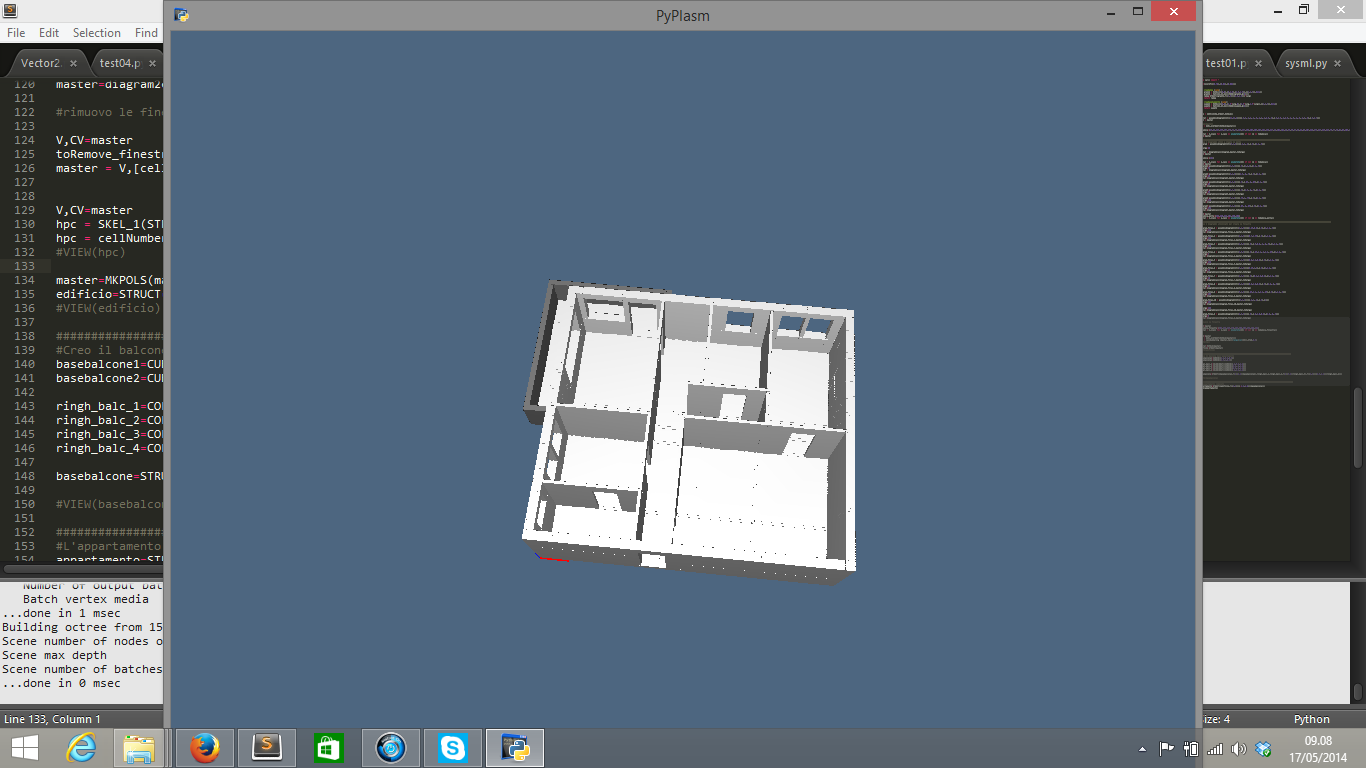 PyPlasm
File Edit Selection Find
Vector2.
test04.p
test01.p
sysml.py
120 master=diagram2c
121
122 #rimuovo le fine
123
124 V,CV=master
125 toRemove_finestr
126 master = V,[cel
127
128
129 V,CV=master
130 hpc = SKEL_1(ST
131 hpc = cellNumber
132 #VIEW(hpc)
133
134 master=MKPOLS(ma
135 edificio=STRUCT
136 #VIEW(edificio)
137
138 #################
139 #Creo il balcone
140 basebalcone1=CU
141 basebalcone2=CU
142
143 ringh_balc_1=CO
144 ringh_balc_2=CO
145 ringh_balc_3=CO
146 ringh_balc_4=CO
147
148 basebalcone=STR
149
150 #VIEW(basebalcon
151
152 #################
153 #L'appartamento
154 appartamento=ST
Number of output bat
Batch vertex media
...done in 1 msec
Building octree from 15
Scene number of nodes o
Scene max depth
Scene number of batches
...done in 0 msec
Line 133, Column 1
ize: 4
Python
09.08
17/05/2014